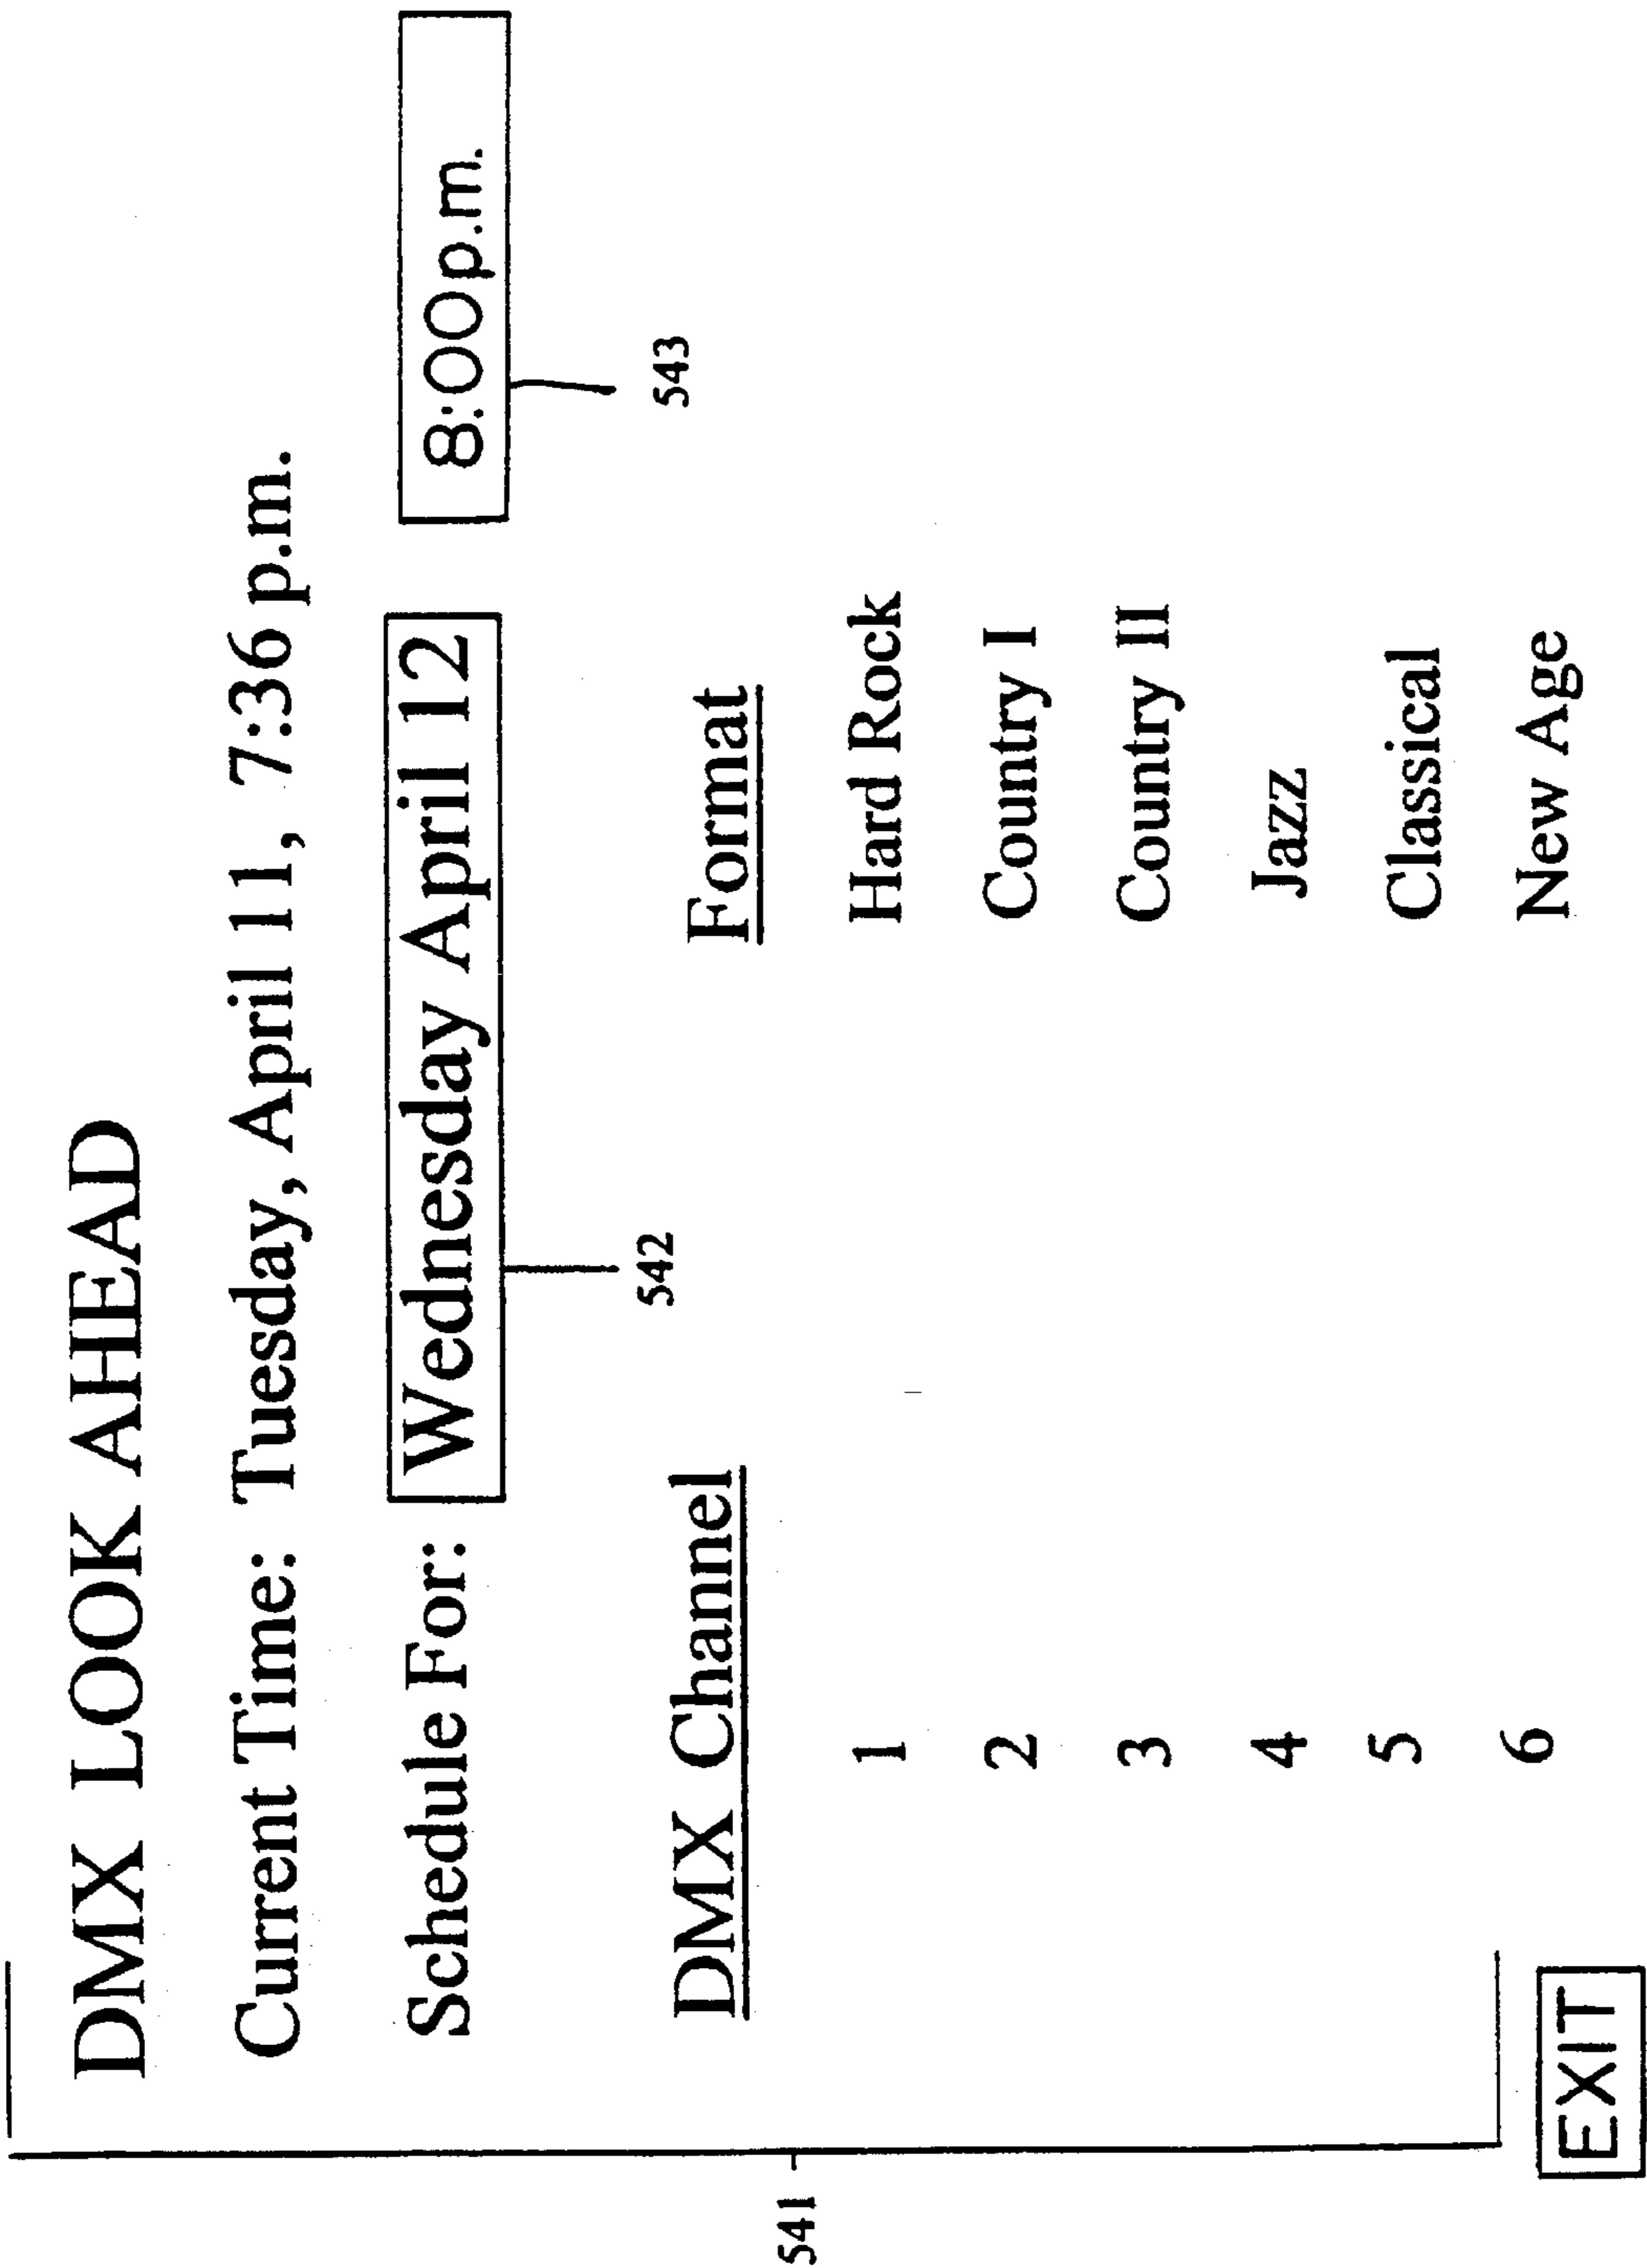 DMX LOOK AHEAD
Current Time: Tuesday, April 11, 7:36 p.m.
Schedule For: Wednesday April 12 8:00p.m.
542
543
DMX Channel Format
1 Hard Rock
2 Country I
3 Country II
4 Jazz
5 Classical
6 New Age
541
EXIT